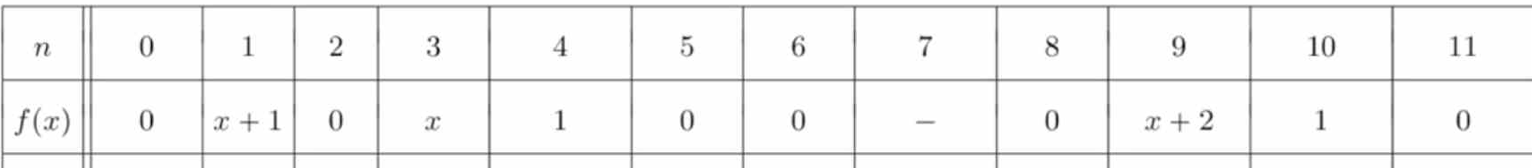 n 0 1 2 3 4 5 6 7 8 9 10 11
f(x) 0 x + 1 0 x 1 0 0 − 0 x + 2 1 0